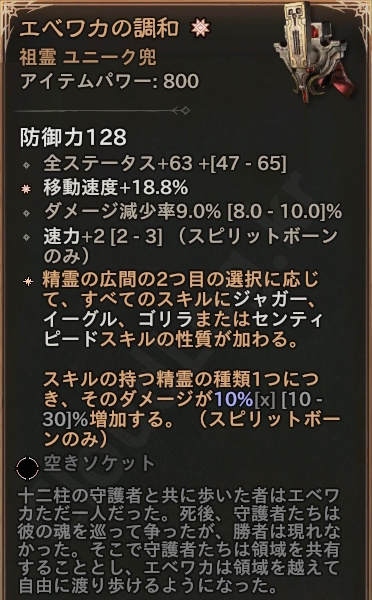 エベワカの調和
祖霊 ユニーク兜
アイテムパワー: 800
防御力128
全ステータス+63 +[47 - 65]
移動速度+18.8%
ダメージ減少率9.0% [8.0 - 10.0]%
速力+2 [2 - 3] （スピリットボーン
のみ）
精霊の広間の2つ目の選択に応じ
て、すべてのスキルにジャガー、
イーグル、ゴリラまたはセンティ
ピードスキルの性質が加わる。
スキルの持つ精霊の種類1つにつ
き、そのダメージが10%[x] [10 -
30]%増加する。 （スピリットボー
ンのみ）
空きソケット
十二柱の守護者と共に歩いた者はエベワ
カただ一人だった。死後、守護者たちは
彼の魂を巡って争ったが、勝者は現れな
かった。そこで守護者たちは領域を共有
することとし、エベワカは領域を越えて
自由に渡り歩けるようになった。